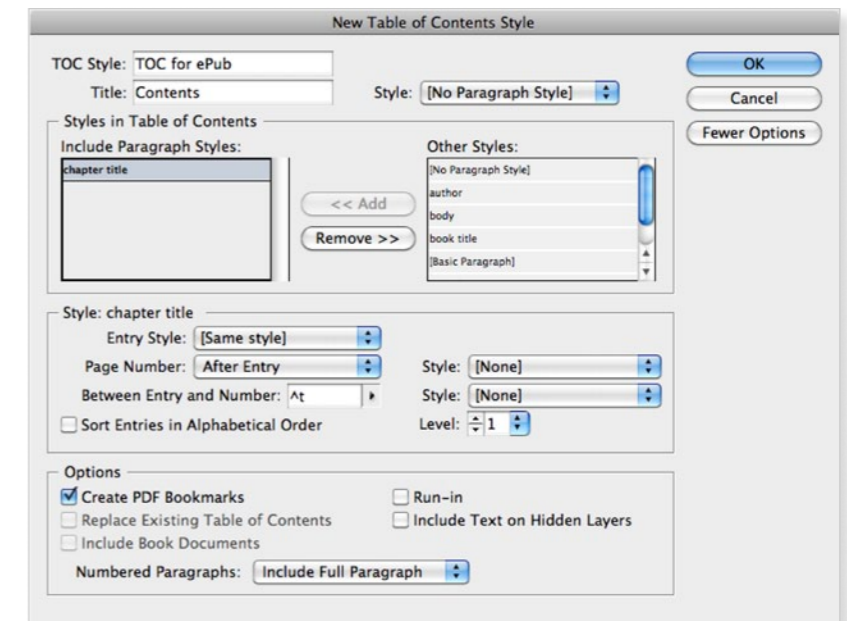 New Table of Contents Style
TOC Style: TOC for ePub
OK
Title: Contents Style: [No Paragraph Style]
Cancel
Styles in Table of Contents
Fewer Options
Include Paragraph Styles: Other Styles:
chapter title
[No Paragraph Style]
author
<< Add
body
Remove >>
book title
[Basic Paragraph]
Style: chapter title
Entry Style: [Same style]
Page Number: After Entry Style: [None]
Between Entry and Number: ^t Style: [None]
Sort Entries in Alphabetical Order Level: 1
Options
Create PDF Bookmarks Run-in
Replace Existing Table of Contents Include Text on Hidden Layers
Include Book Documents
Numbered Paragraphs: Include Full Paragraph